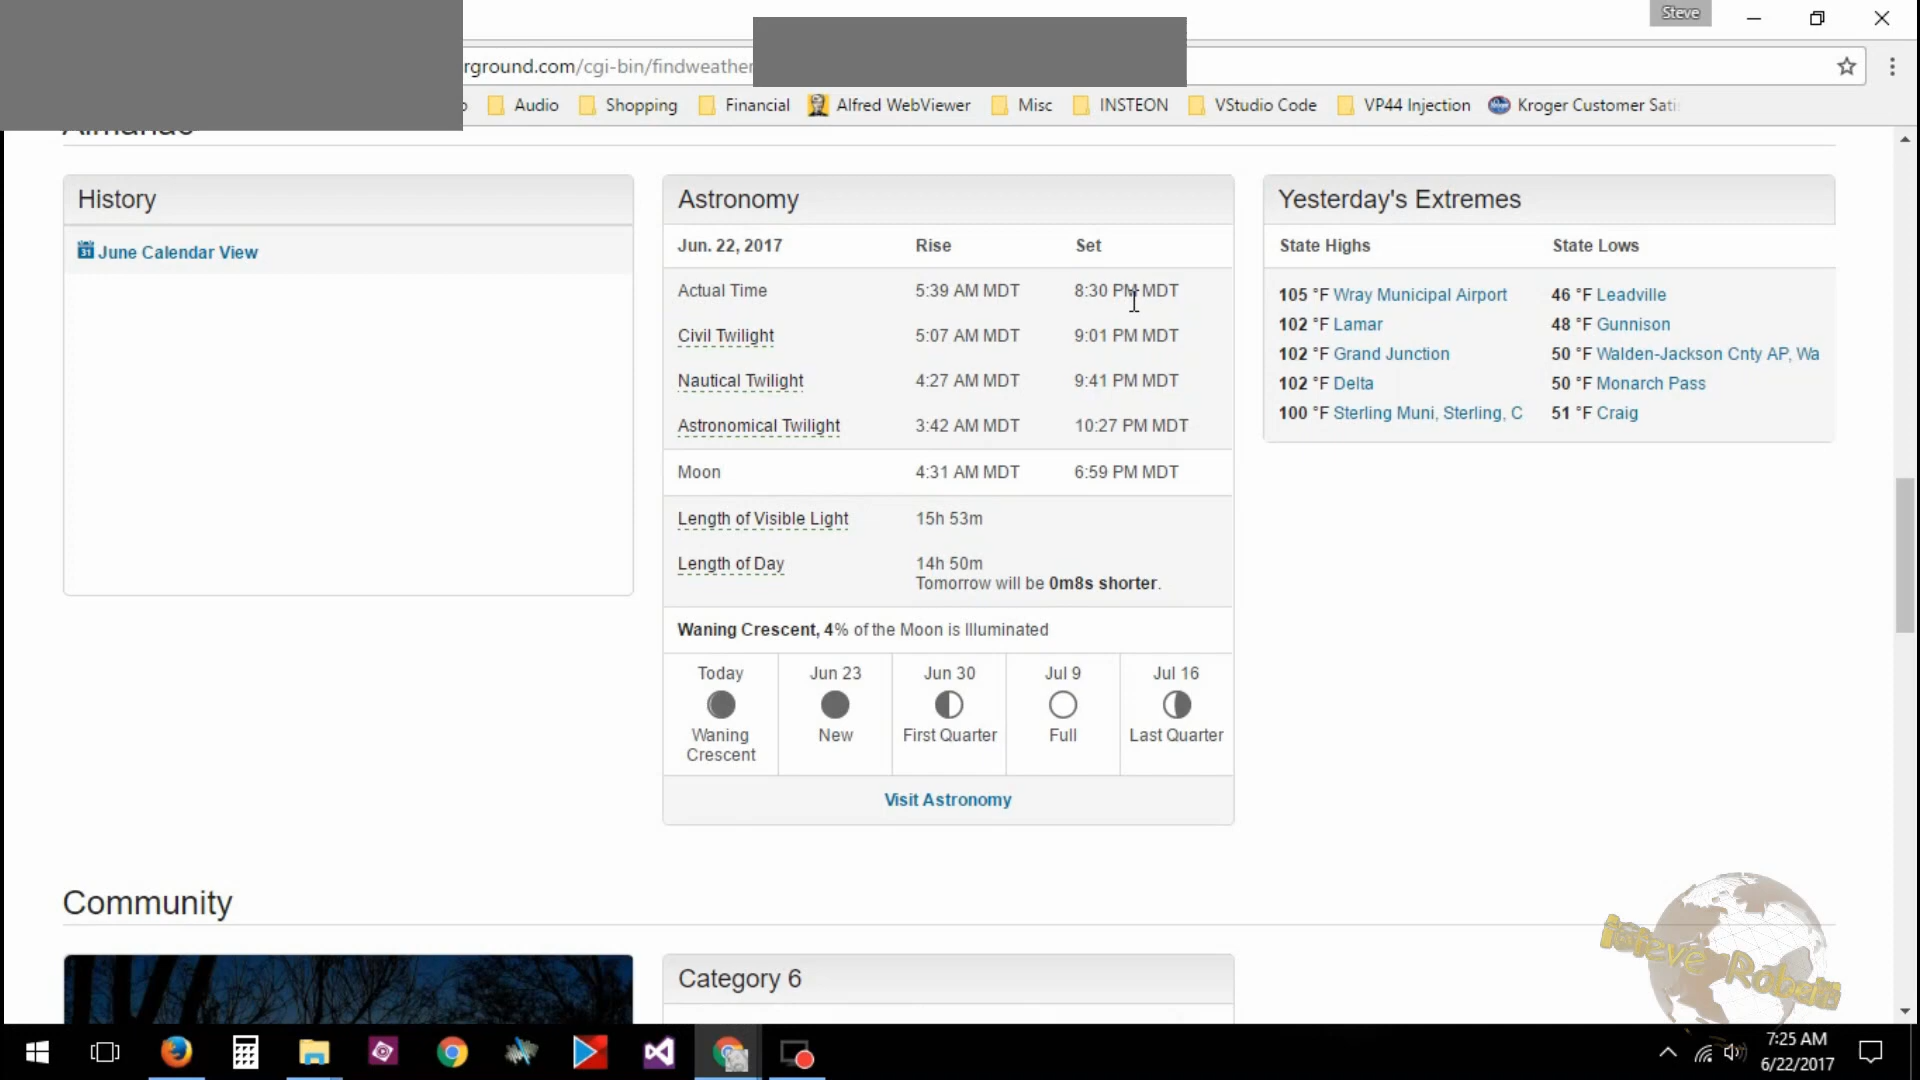 Steve
rground.com/cgi-bin/findweather
Audio Shopping Financial Alfred WebViewer Misc INSTEON VStudio Code VP44 Injection Kroger Customer Sati
Almanac
History
June Calendar View
Astronomy
Jun. 22, 2017 Rise Set
Actual Time 5:39 AM MDT 8:30 PM MDT
Civil Twilight 5:07 AM MDT 9:01 PM MDT
Nautical Twilight 4:27 AM MDT 9:41 PM MDT
Astronomical Twilight 3:42 AM MDT 10:27 PM MDT
Moon 4:31 AM MDT 6:59 PM MDT
Length of Visible Light 15h 53m
Length of Day 14h 50m
Tomorrow will be 0m8s shorter.
Waning Crescent, 4% of the Moon is Illuminated
Today Jun 23 Jun 30 Jul 9 Jul 16
Waning Crescent New First Quarter Full Last Quarter
Visit Astronomy
Yesterday's Extremes
State Highs State Lows
105 °F Wray Municipal Airport 46 °F Leadville
102 °F Lamar 48 °F Gunnison
102 °F Grand Junction 50 °F Walden-Jackson Cnty AP, Wa
102 °F Delta 50 °F Monarch Pass
100 °F Sterling Muni, Sterling, C 51 °F Craig
Community
Category 6
7:25 AM
6/22/2017